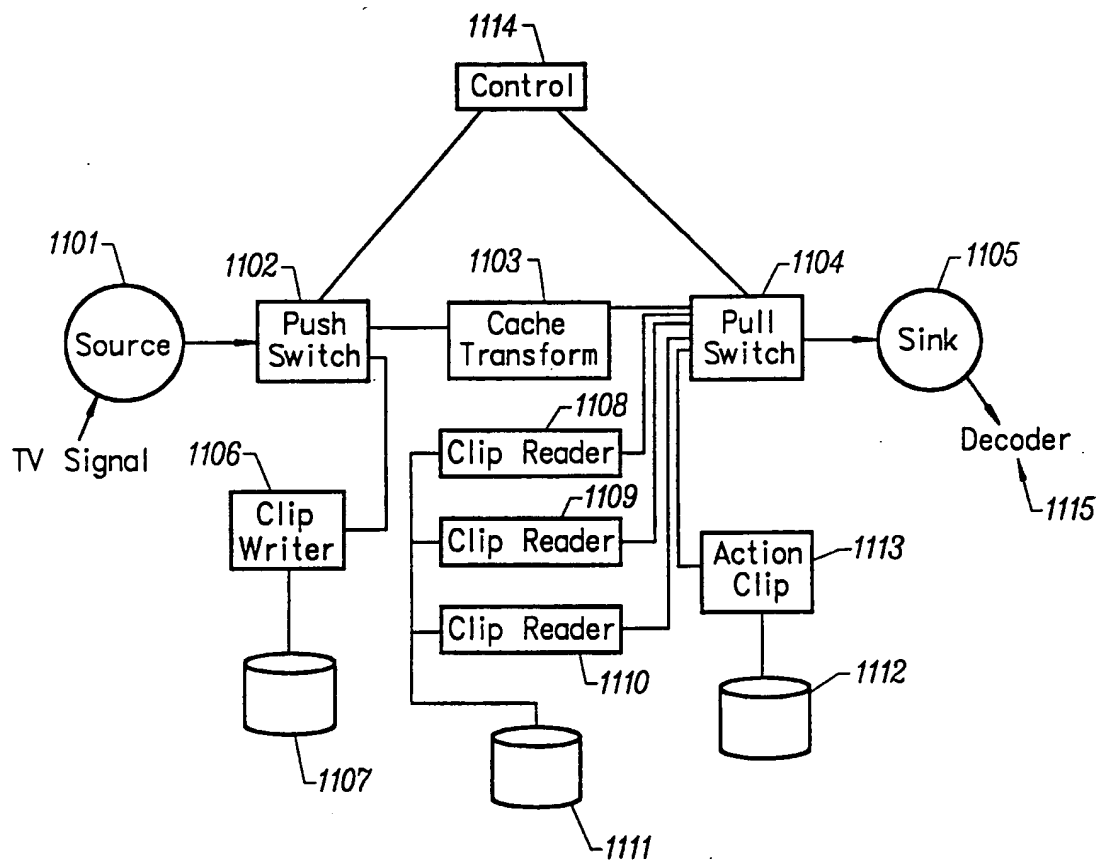 1114
Control
1101
1102
1103
1104
1105
Source
Push
Switch
Cache
Transform
Pull
Switch
Sink
TV Signal
1106
1108
Decoder
1115
Clip
Writer
Clip Reader
1109
Clip Reader
Action
Clip
1113
Clip Reader
1110
1112
1107
1111